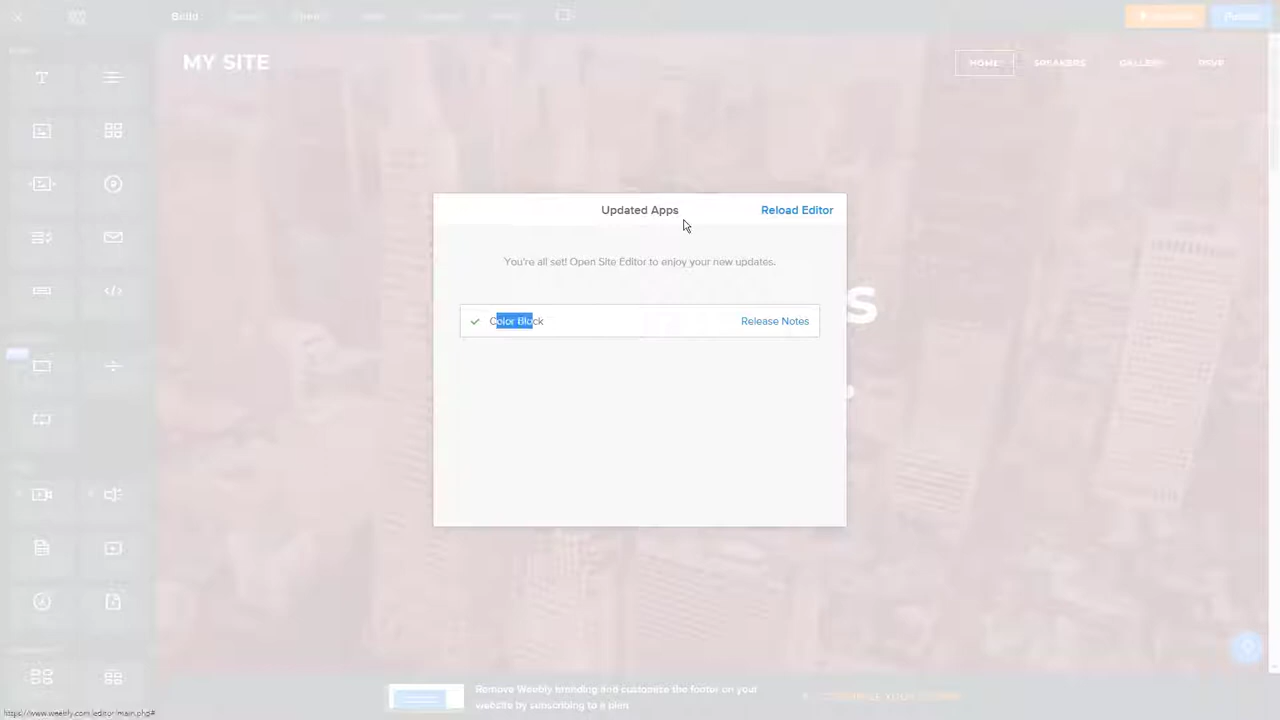 Build
MY SITE
HOME
SPEAKERS
GALLERY
RSVP
Updated Apps
Reload Editor
You're all set! Open Site Editor to enjoy your new updates.
Color Block
Release Notes
S
Remove Weebly branding and customize the footer on your
website by subscribing to a plan
https://www.weebly.com/editor/main.php#